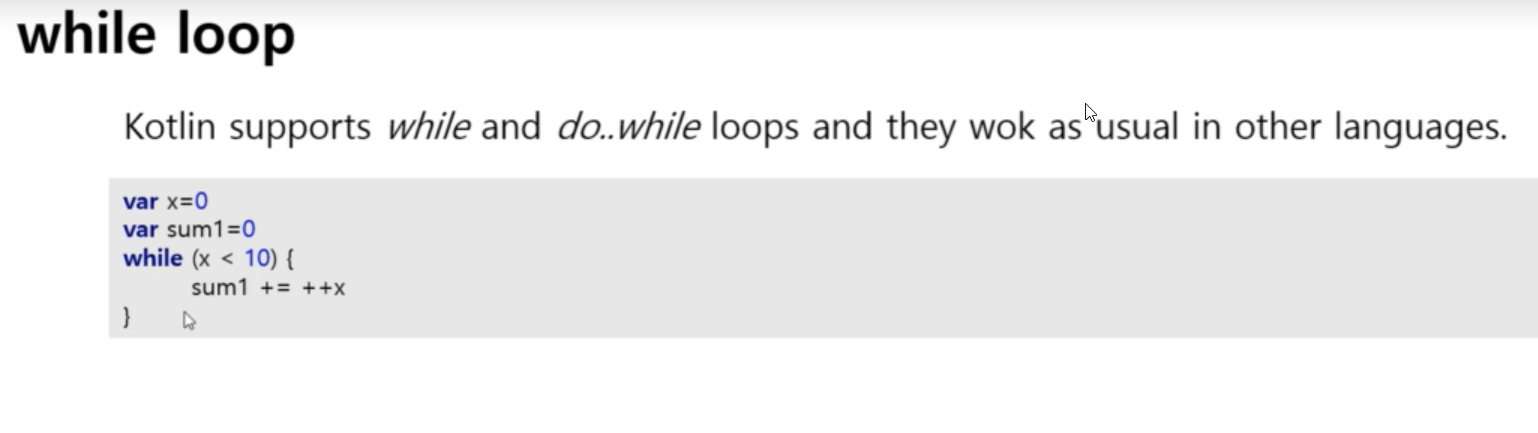 while loop
Kotlin supports while and do..while loops and they wok as usual in other languages.
var x=0
var sum1=0
while (x < 10) {
sum1 += ++x
}